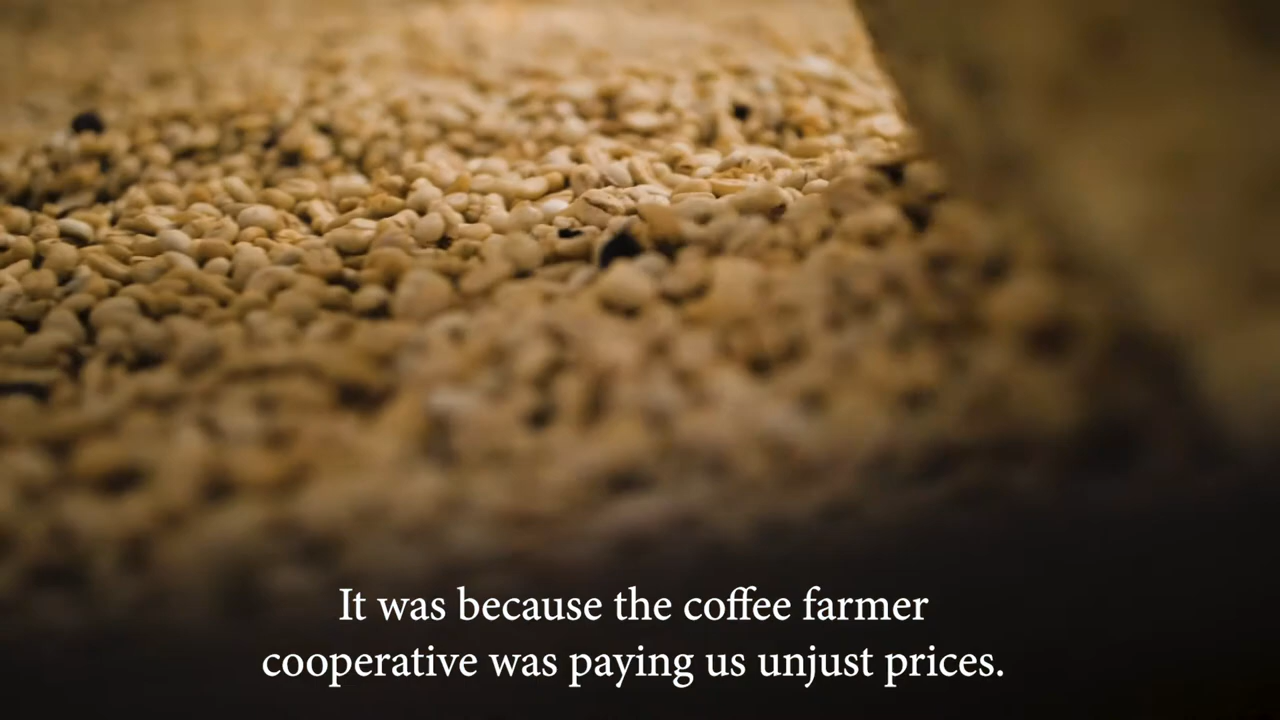 It was because the coffee farmer
cooperative was paying us unjust prices.